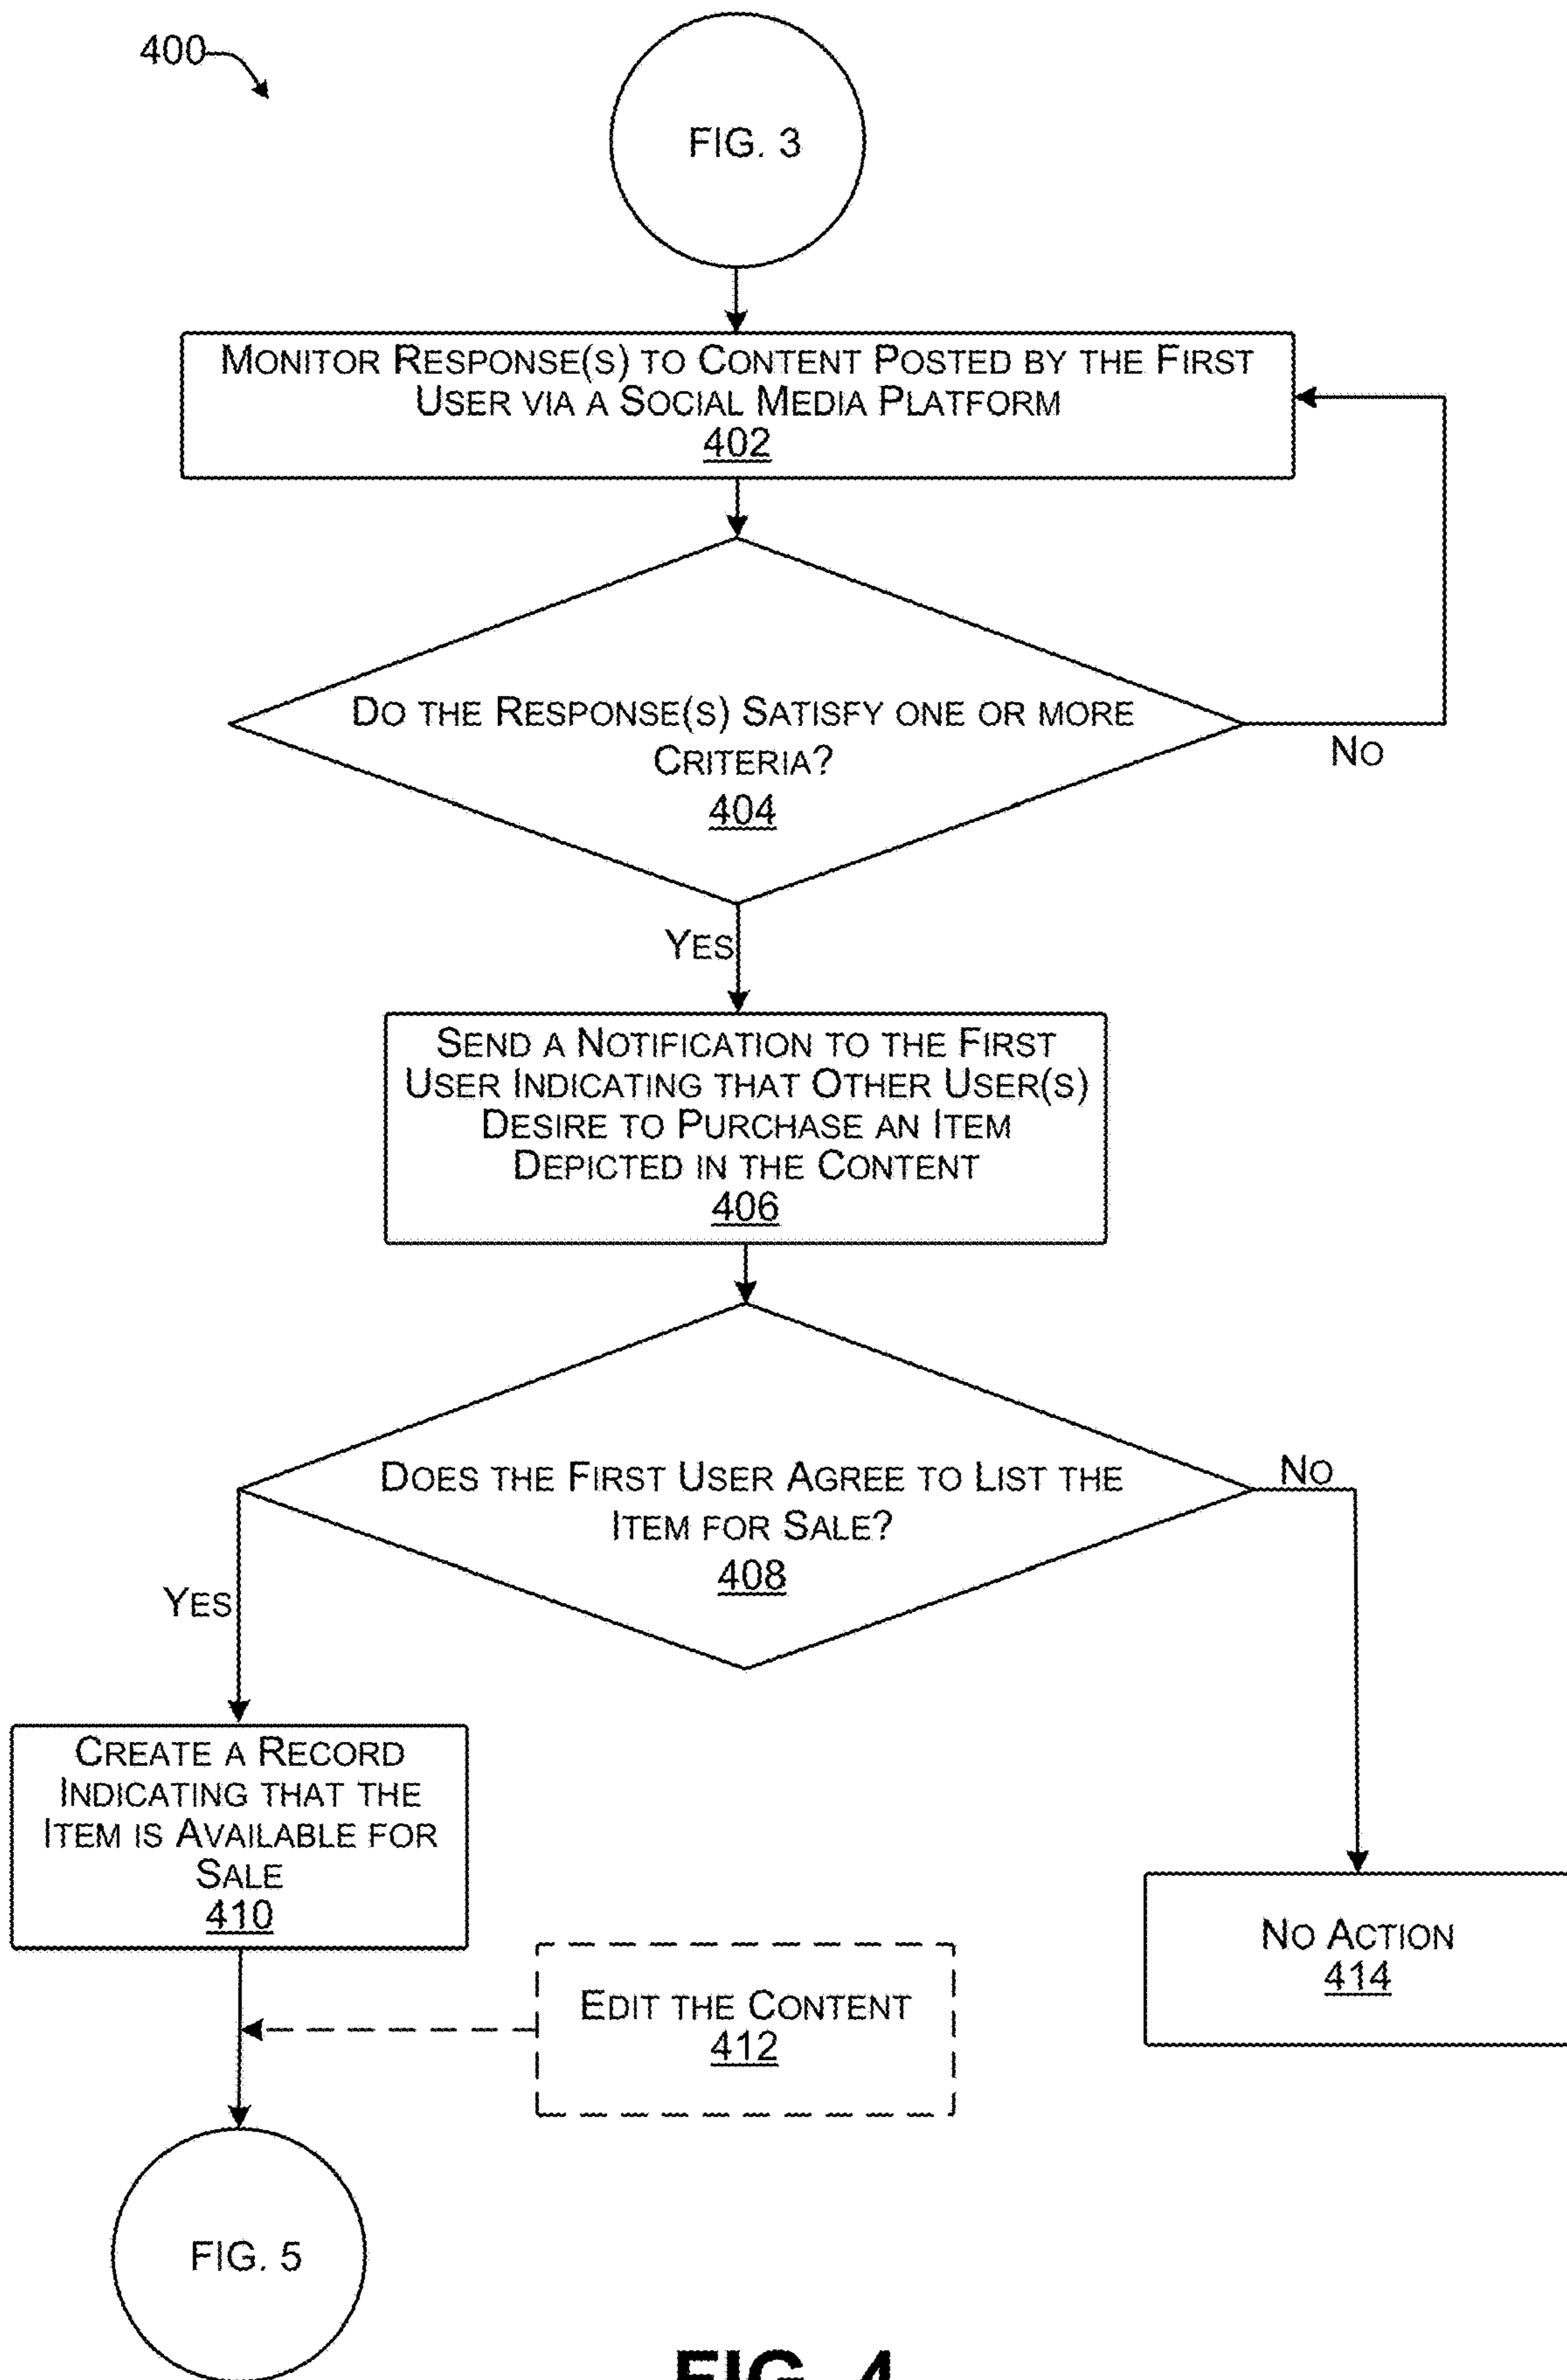 400
FIG. 3
MONITOR RESPONSE(S) TO CONTENT POSTED BY THE FIRST
USER VIA A SOCIAL MEDIA PLATFORM
402
DO THE RESPONSE(S) SATISFY ONE OR MORE
CRITERIA?
404
NO
YES
SEND A NOTIFICATION TO THE FIRST
USER INDICATING THAT OTHER USER(S)
DESIRE TO PURCHASE AN ITEM
DEPICTED IN THE CONTENT
406
DOES THE FIRST USER AGREE TO LIST THE
ITEM FOR SALE?
408
NO
YES
CREATE A RECORD
INDICATING THAT THE
ITEM IS AVAILABLE FOR
SALE
410
EDIT THE CONTENT
412
NO ACTION
414
FIG. 5
FIG. 4